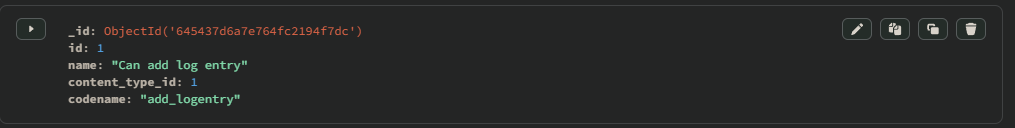 _id: ObjectId('645437d6a7e764fc2194f7dc')
id: 1
name: "Can add log entry"
content_type_id: 1
codename: "add_logentry"